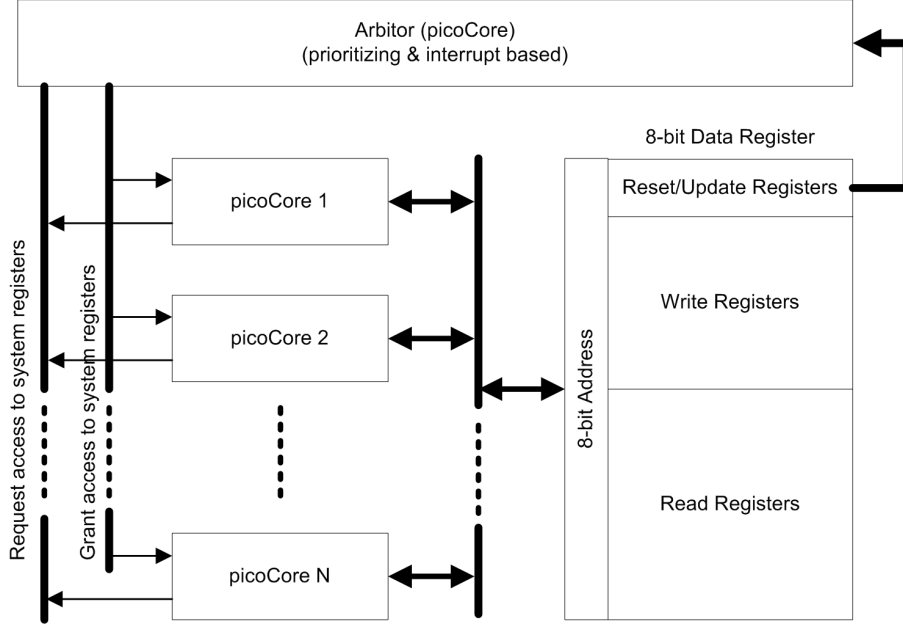 Arbitor (picoCore)
(prioritizing & interrupt based)
8-bit Data Register
Reset/Update Registers
picoCore 1
Write Registers
picoCore 2
Request access to system registers
Grant access to system registers
8-bit Address
Read Registers
picoCore N